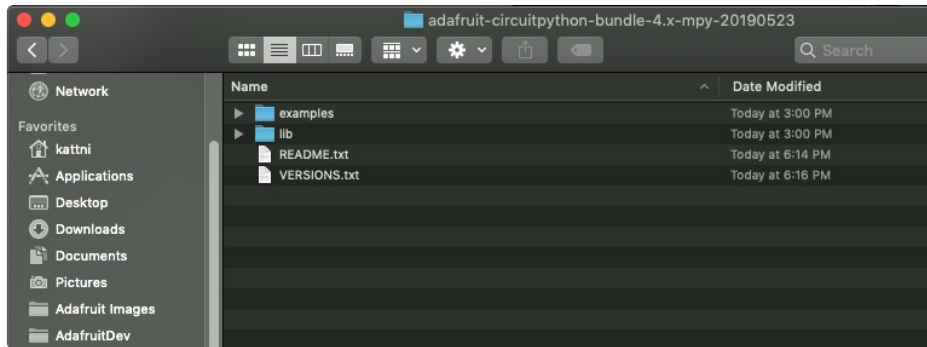 adafruit-circuitpython-bundle-4.x-mpy-20190523
Search
Network
Favorites
kattni
Applications
Desktop
Downloads
Documents
Pictures
Adafruit Images
AdafruitDev
Name Date Modified
examples Today at 3:00 PM
lib Today at 3:00 PM
README.txt Today at 6:14 PM
VERSIONS.txt Today at 6:16 PM